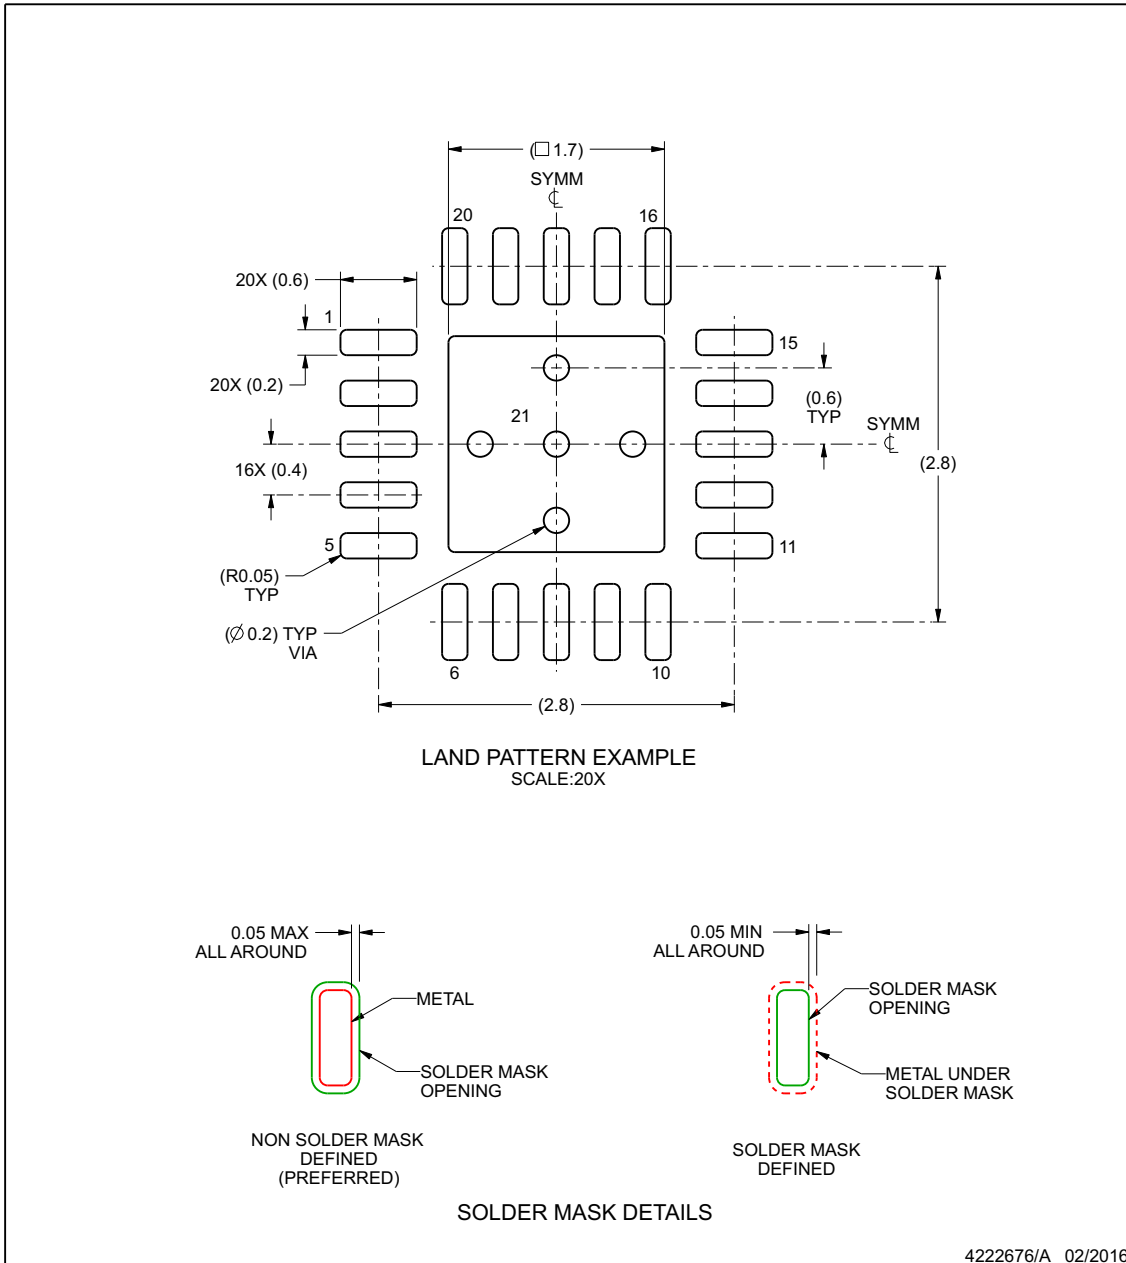 (□ 1.7)
SYMM
℄
20
16
20X (0.6)
1
15
20X (0.2)
(0.6)
TYP
21
SYMM
℄
(2.8)
16X (0.4)
5
11
(R0.05)
TYP
(∅ 0.2) TYP
VIA
6
10
(2.8)
LAND PATTERN EXAMPLE
SCALE:20X
0.05 MAX
ALL AROUND
METAL
SOLDER MASK
OPENING
NON SOLDER MASK
DEFINED
(PREFERRED)
0.05 MIN
ALL AROUND
SOLDER MASK
OPENING
METAL UNDER
SOLDER MASK
SOLDER MASK
DEFINED
SOLDER MASK DETAILS
4222676/A 02/2016